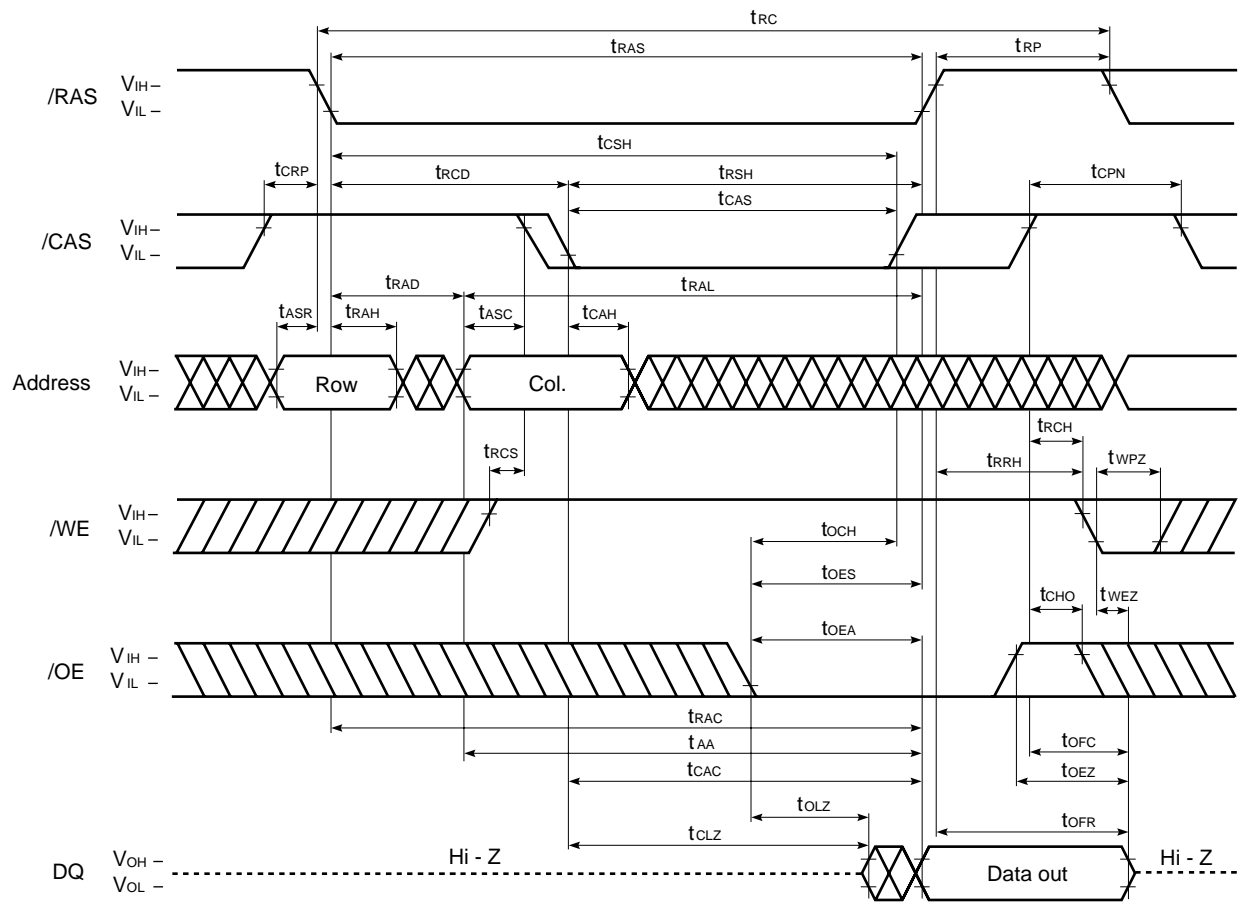 tRC
tRAS tRP
/RAS VIH –
VIL –
tCSH
tCRP tRCD tRSH tCPN
tCAS
/CAS VIH –
VIL –
tRAD tRAL
tASR tRAH tASC tCAH
Address VIH –
VIL –
Row Col.
tRCH
tRCS tRRH tWPZ
/WE VIH –
VIL –
tOCH
tOES
tCHO tWEZ
tOEA
/OE VIH –
VIL –
tRAC
tAA tOFC
tCAC tOEZ
tOLZ
tCLZ tOFR
DQ VOH –
VOL –
Hi - Z Data out Hi - Z